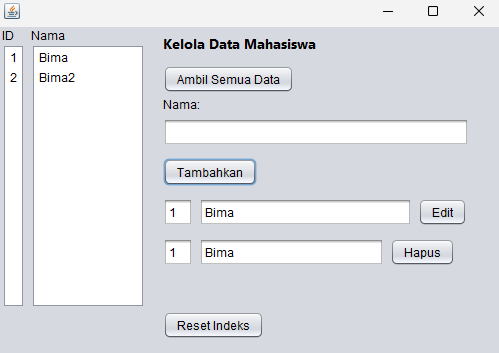 ID Nama
1 Bima
2 Bima2
Kelola Data Mahasiswa
Ambil Semua Data
Nama:
Tambahkan
1 Bima Edit
1 Bima Hapus
Reset Indeks